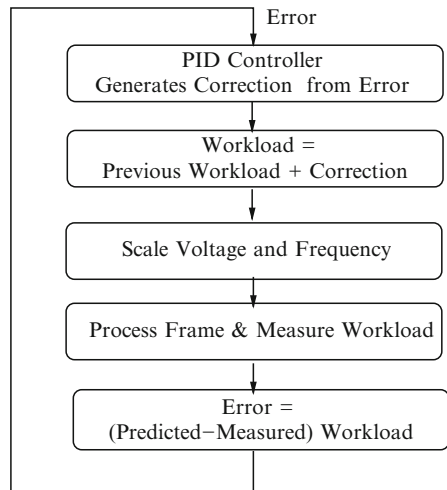 Error
PID Controller
Generates Correction from Error
Workload =
Previous Workload + Correction
Scale Voltage and Frequency
Process Frame & Measure Workload
Error =
(Predicted−Measured) Workload